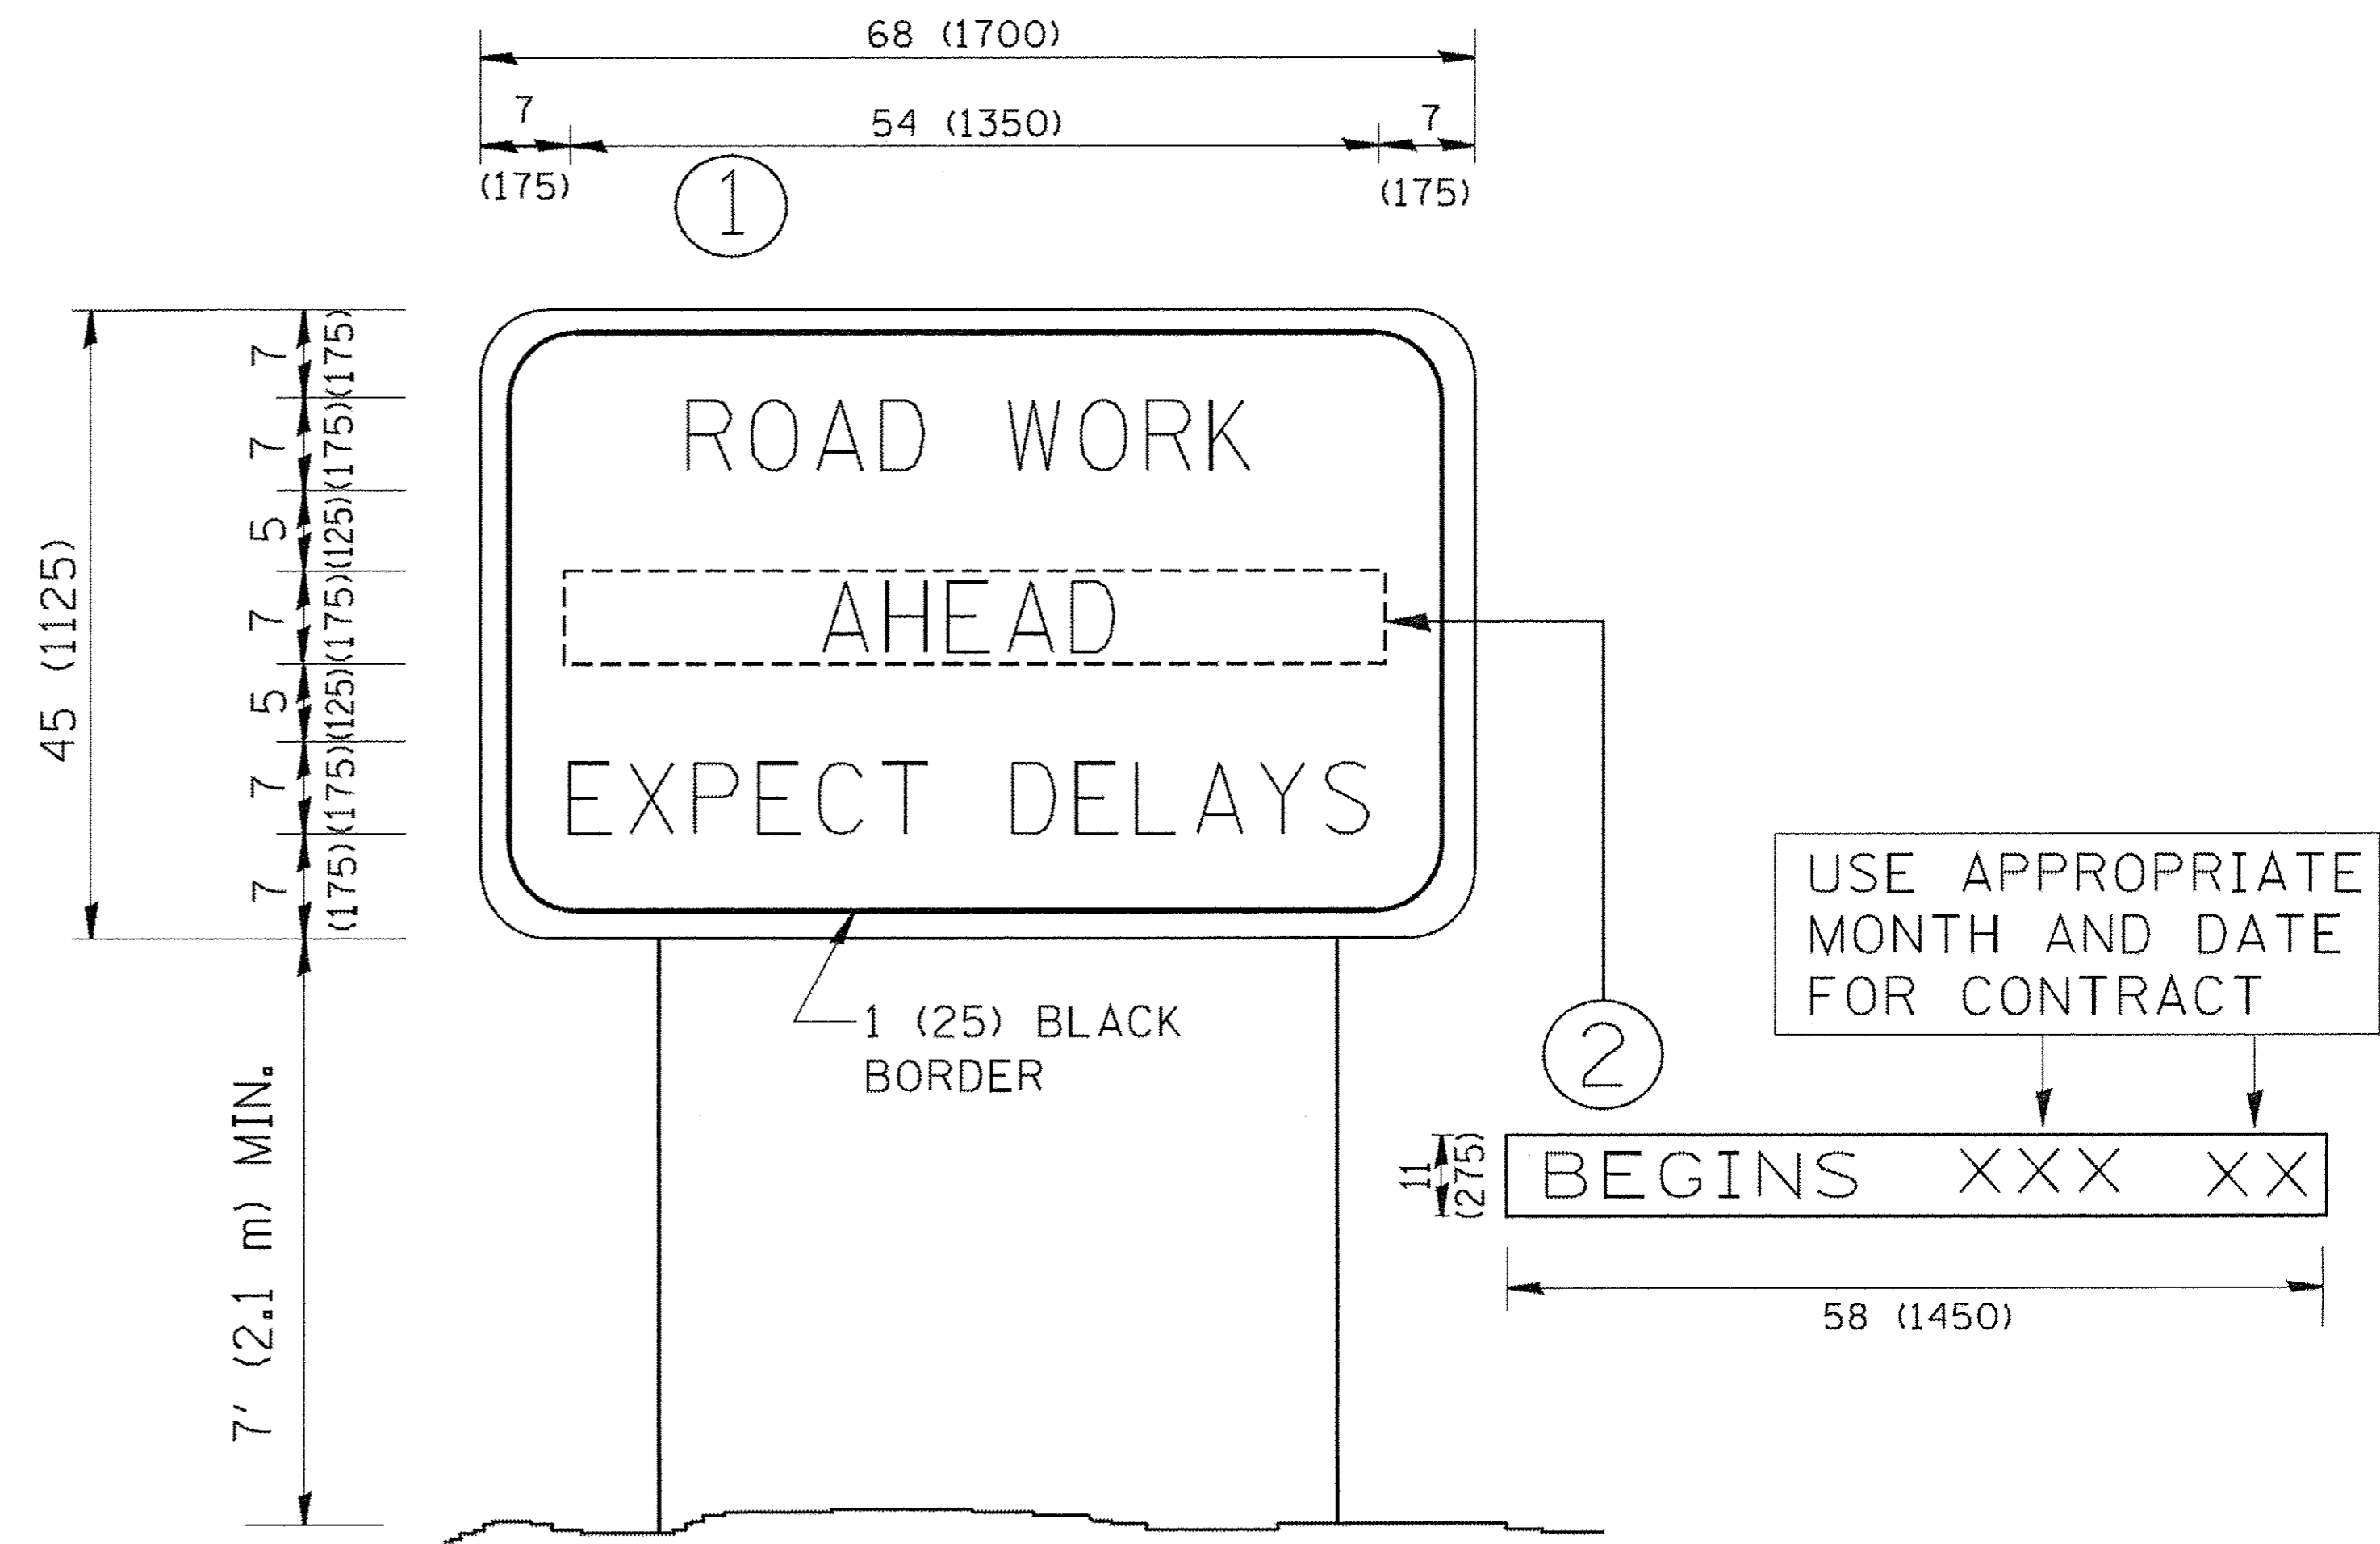 68 (1700)
7
54 (1350)
7
(175)
(175)
1
45 (1125)
7
(175)
7
(175)
5
(125)
7
(175)
5
(125)
7
(175)
7
(175)
7' (2.1 m) MIN.
ROAD WORK
AHEAD
EXPECT DELAYS
1 (25) BLACK
BORDER
USE APPROPRIATE
MONTH AND DATE
FOR CONTRACT
2
11
(275)
BEGINS XXX XX
58 (1450)